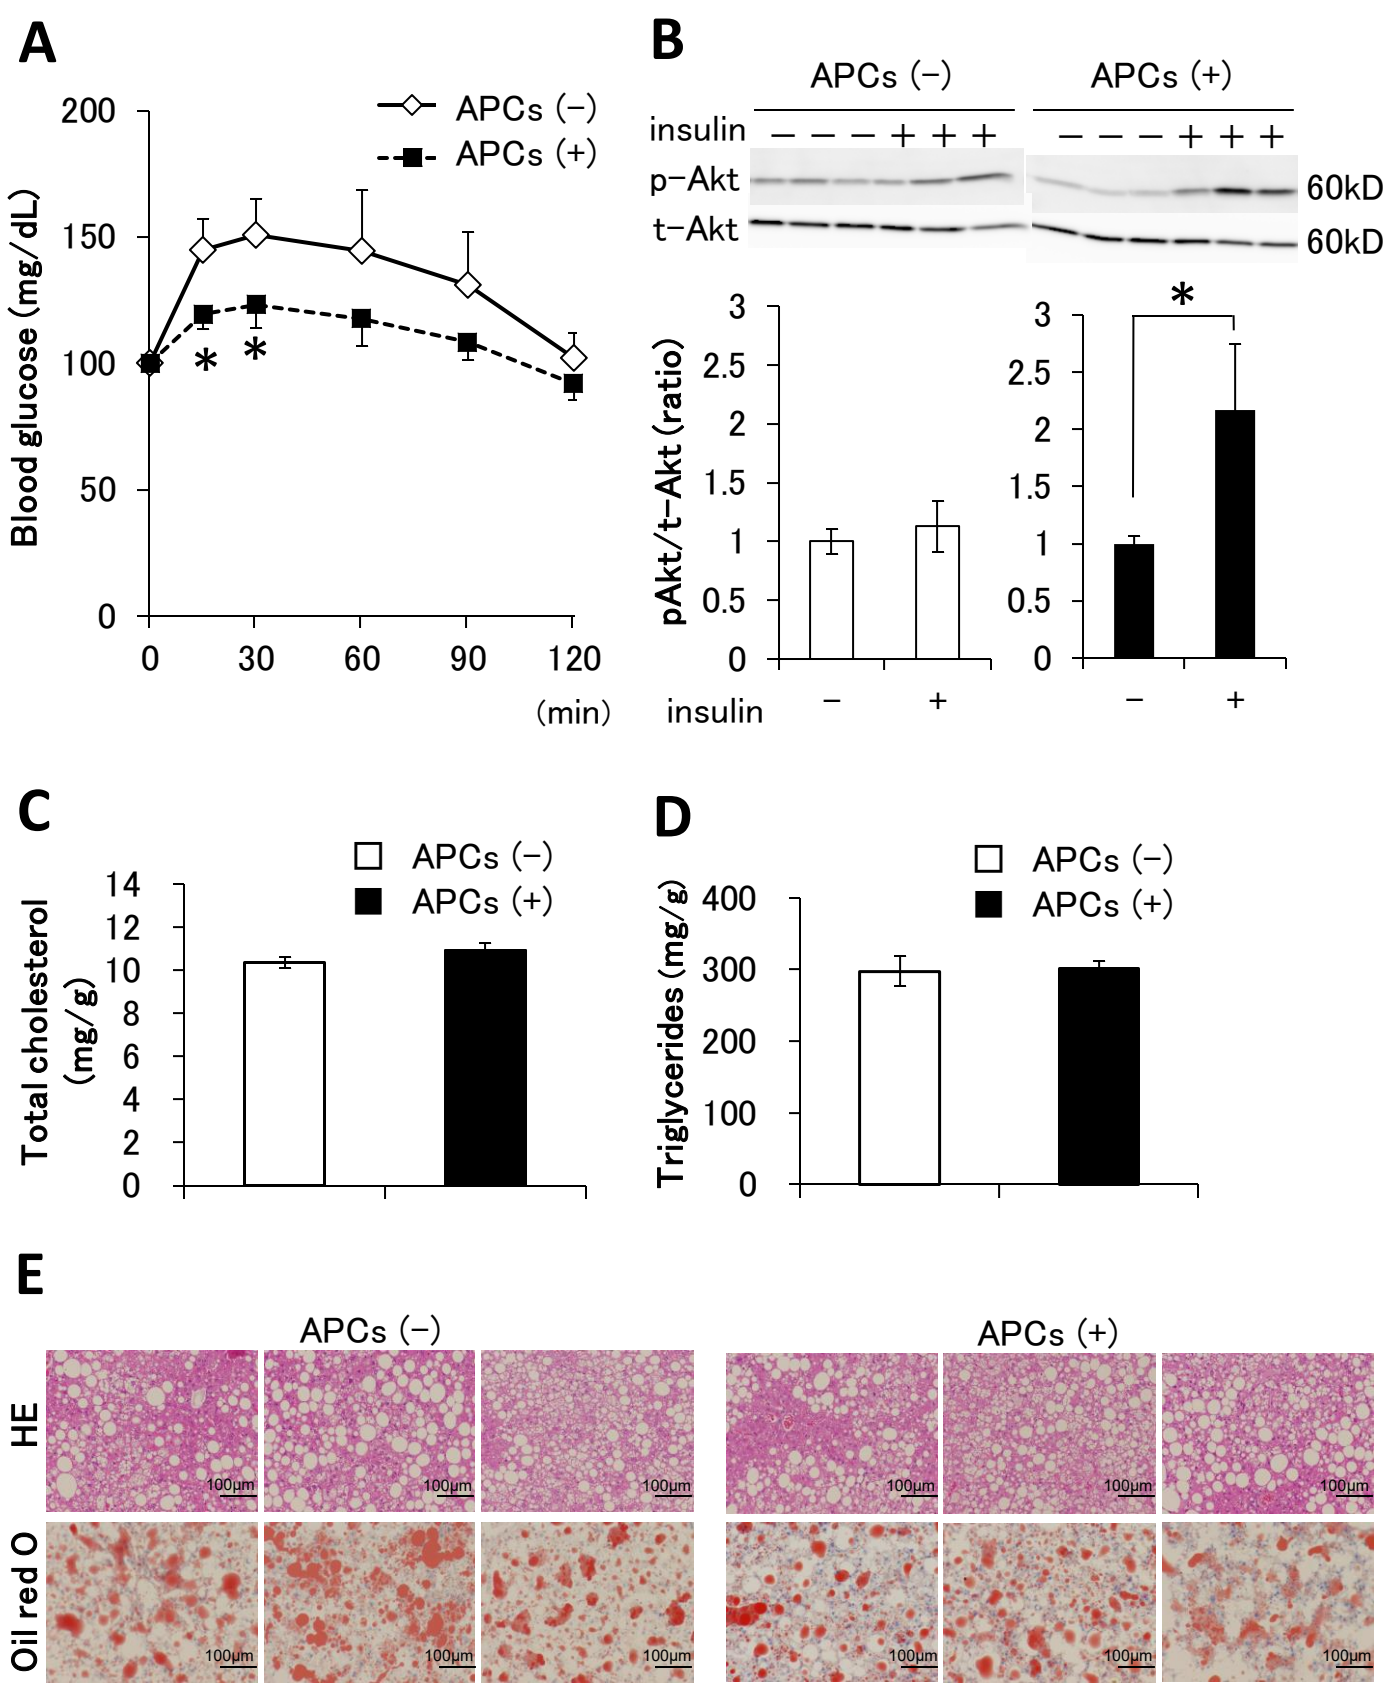 A
200
150
100
50
0
Blood glucose (mg/dL)
APCs (−)
APCs (+)
*
*
0 30 60 90 120
(min)
B
APCs (−) APCs (+)
insulin − − − + + + − − − + + +
p−Akt 60kD
t−Akt 60kD
pAkt/t−Akt (ratio)
3
2.5
2
1.5
1
0.5
0
*
3
2.5
2
1.5
1
0.5
0
insulin − + − +
C
APCs (−)
APCs (+)
Total cholesterol
(mg/g)
14
12
10
8
6
4
2
0
D
APCs (−)
APCs (+)
Triglycerides (mg/g)
400
300
200
100
0
E
APCs (−) APCs (+)
HE
100μm 100μm 100μm 100μm 100μm 100μm
Oil red O
100μm 100μm 100μm 100μm 100μm 100μm